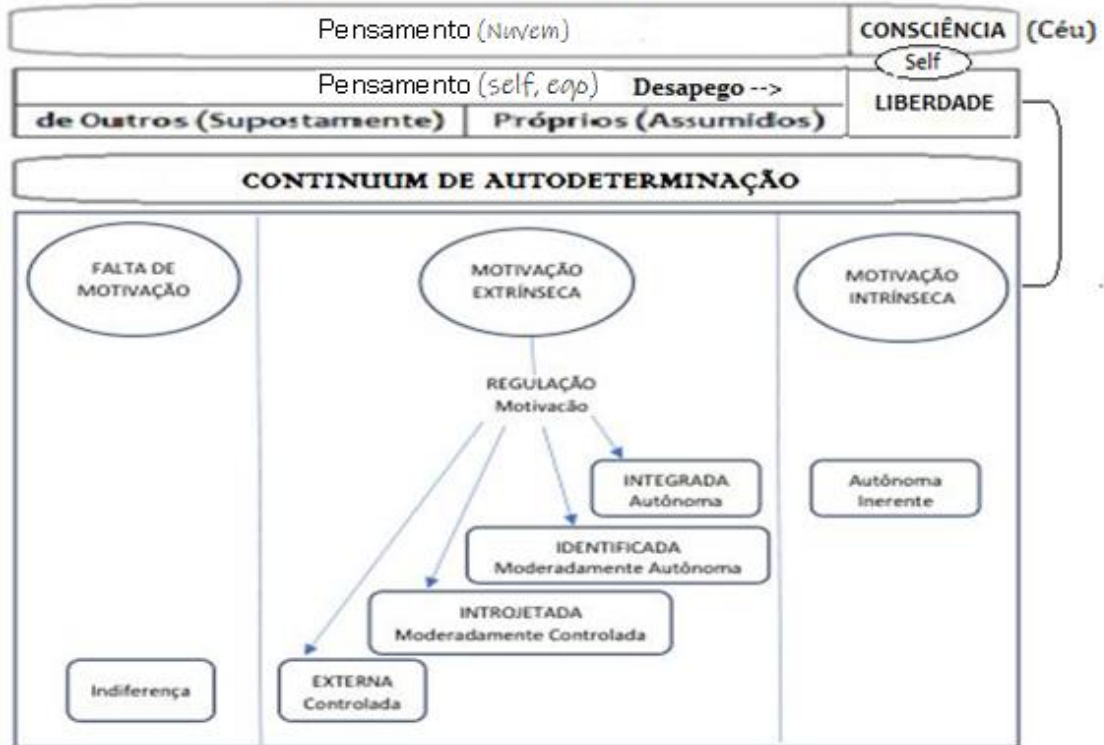 Pensamento (Nuvem)
CONSCIÊNCIA (Céu)
Self
Pensamento (self, ego) Desapego -->
LIBERDADE
de Outros (Supostamente) Próprios (Assumidos)
CONTINUUM DE AUTODETERMINAÇÃO
FALTA DE
MOTIVAÇÃO
MOTIVAÇÃO
EXTRÍNSECA
MOTIVAÇÃO
INTRÍNSECA
REGULAÇÃO
Motivacão
INTEGRADA
Autônoma
Autônoma
Inerente
IDENTIFICADA
Moderadamente Autônoma
INTROJETADA
Moderadamente Controlada
Indiferença
EXTERNA
Controlada